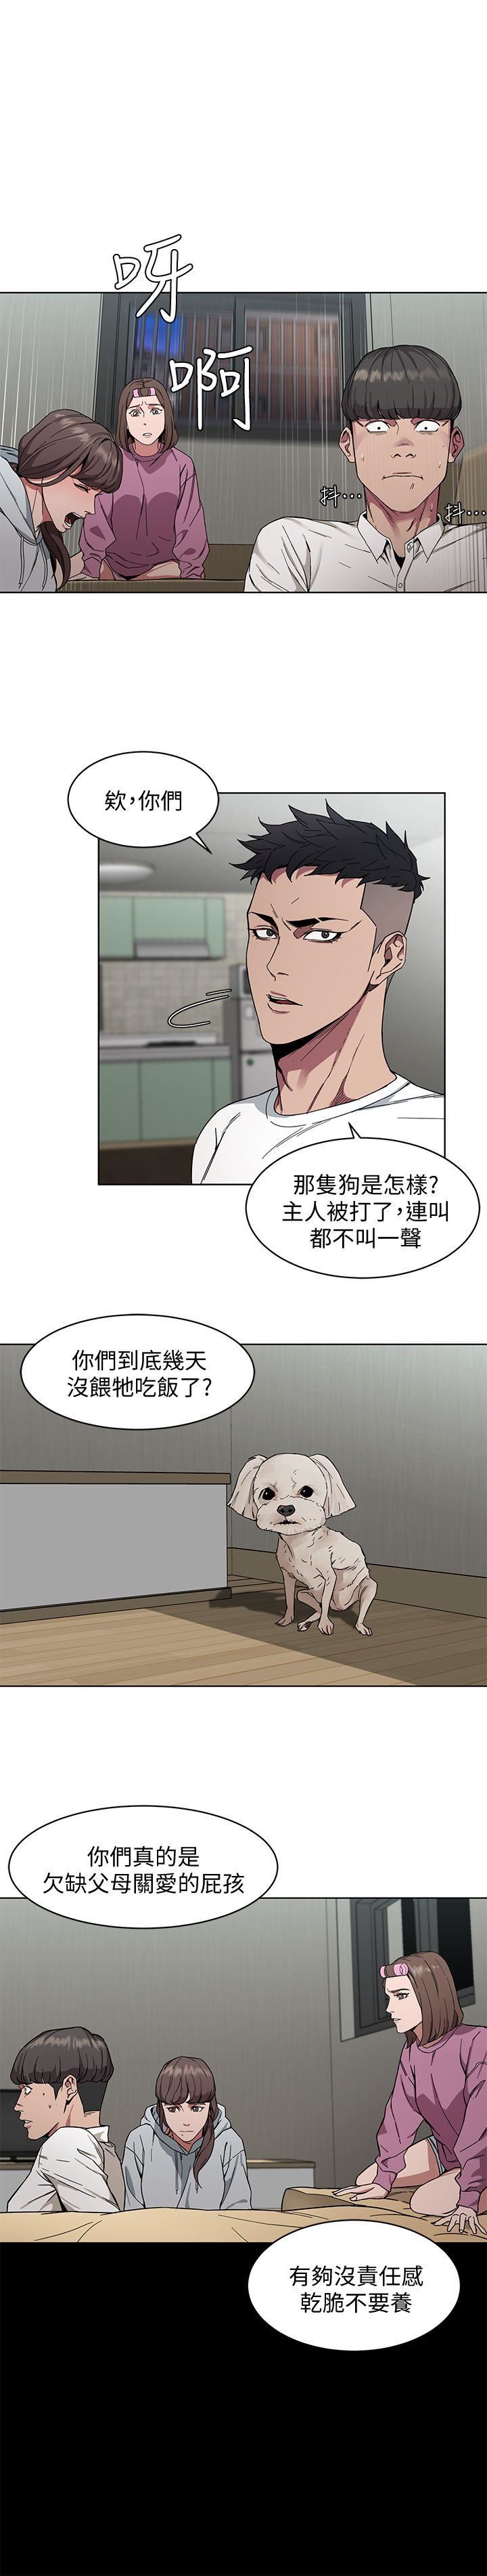 呀
啊
抖…
抖…
欸，你們
那隻狗是怎樣？
主人被打了，連叫
都不叫一聲
你們到底幾天
沒餵牠吃飯了？
你們真的是
欠缺父母關愛的屁孩
有夠沒責任感
乾脆不要養